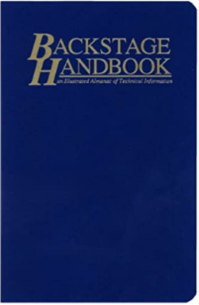 BACKSTAGE
HANDBOOK
an Illustrated Almanac of Technical Information